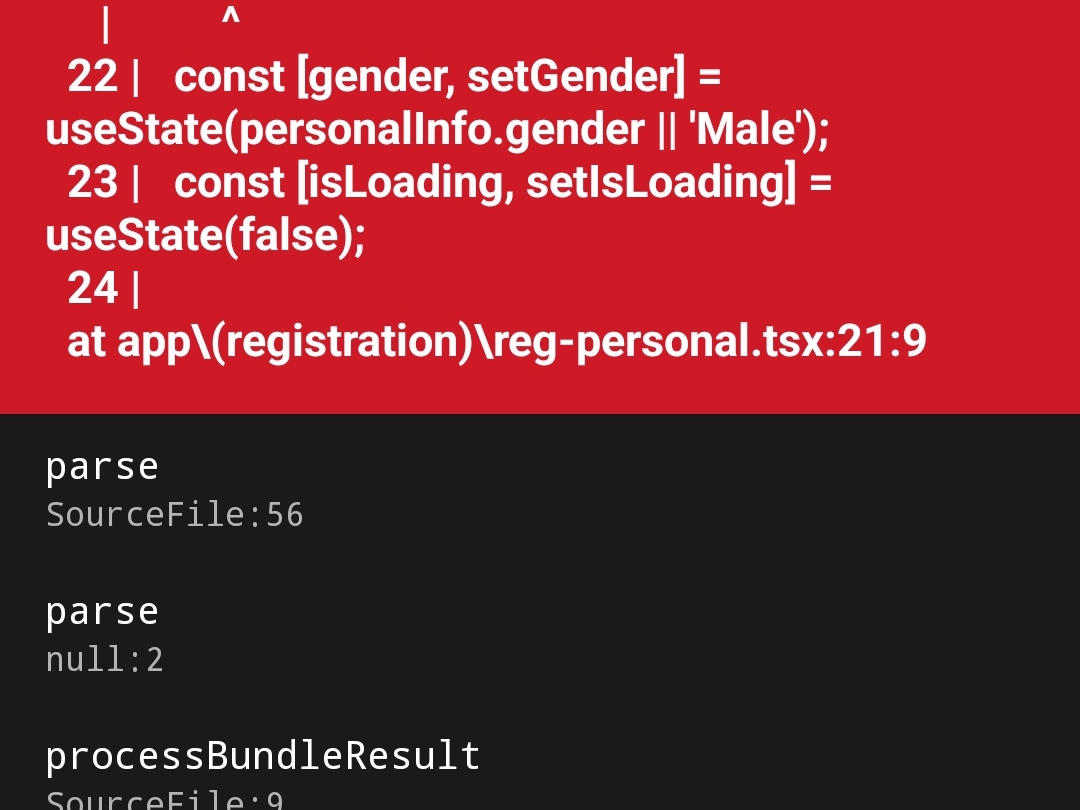 | ^
22 | const [gender, setGender] =
useState(personalInfo.gender || 'Male');
23 | const [isLoading, setIsLoading] =
useState(false);
24 |
at app\(registration)\reg-personal.tsx:21:9
parse
SourceFile:56
parse
null:2
processBundleResult
SourceFile:9